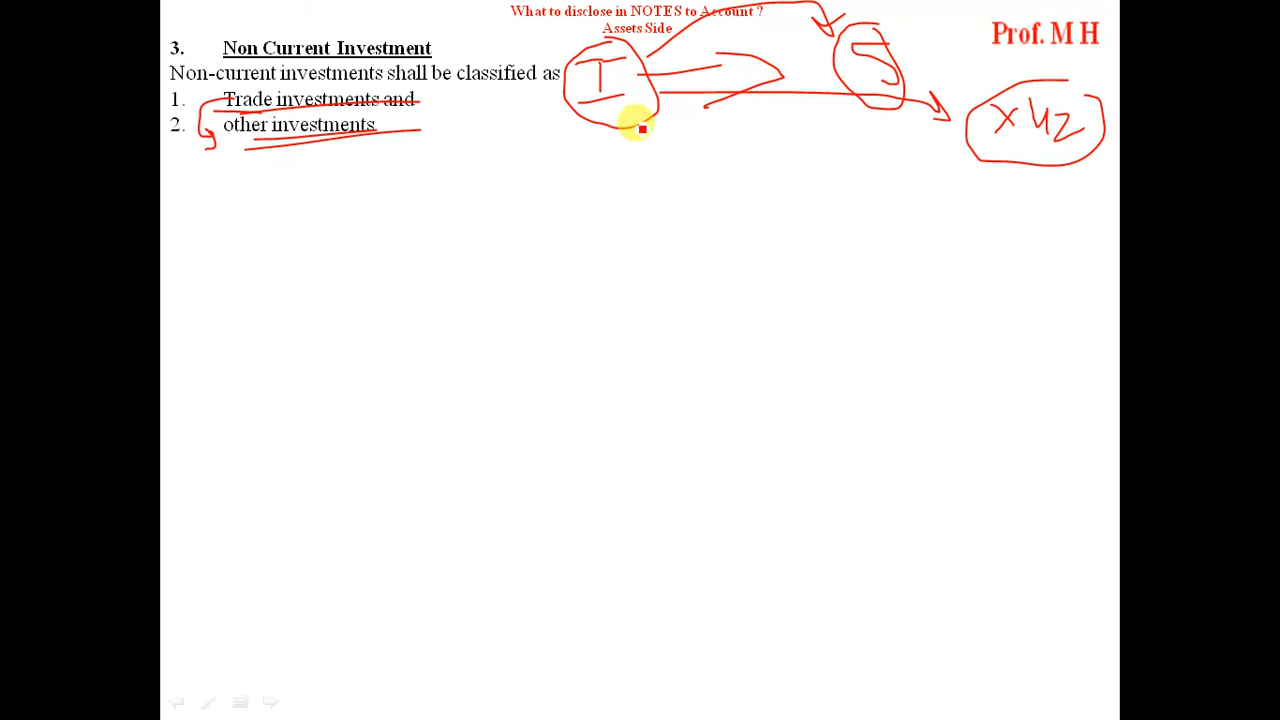 What to disclose in NOTES to Account ?
Assets Side
Prof. M H
3. Non Current Investment
Non-current investments shall be classified as
1. Trade investments and
2. other investments
I
S
XYZ